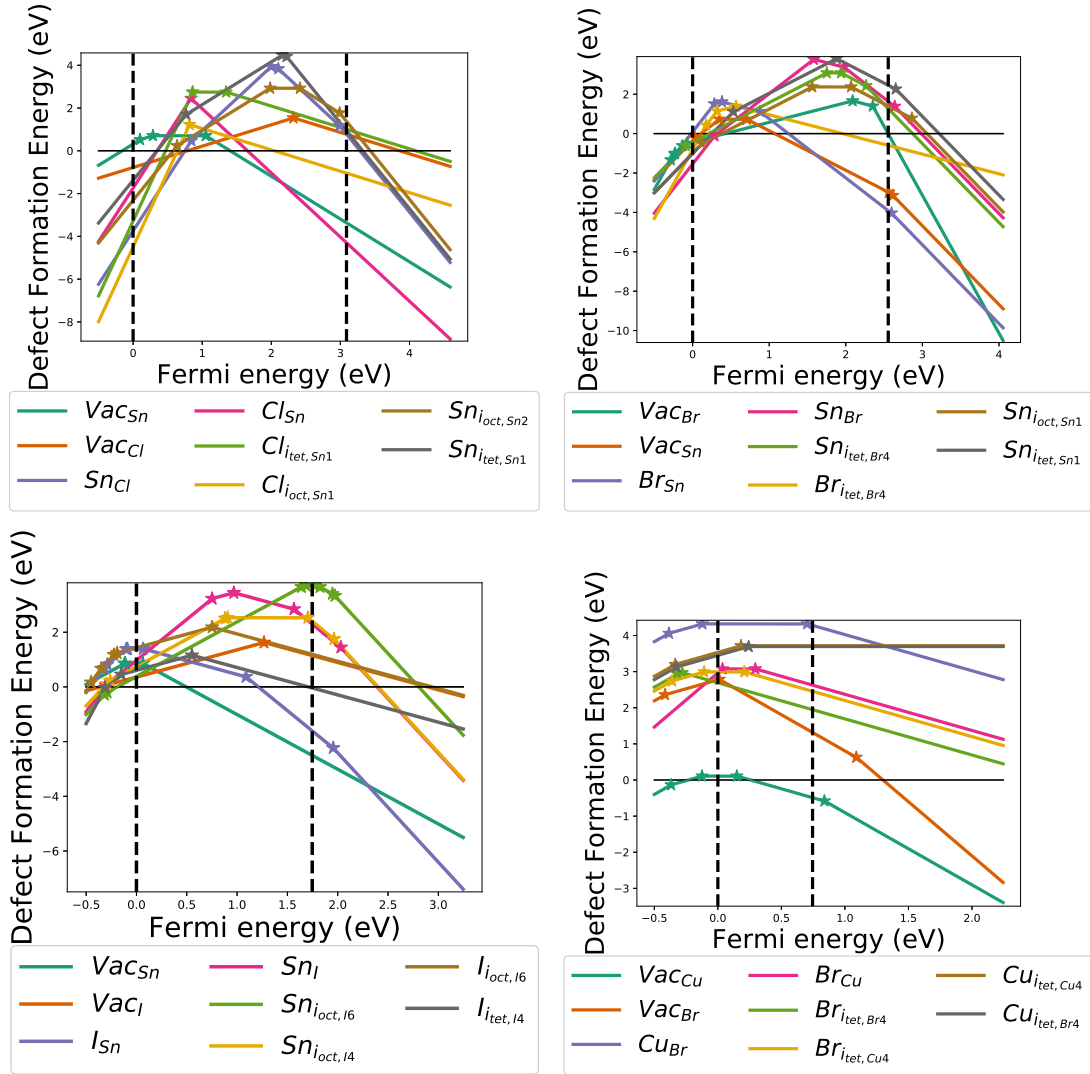 Defect Formation Energy (eV)
4
2
0
−2
−4
−6
−8
0
1
2
3
4
Fermi energy (eV)
Vac_Sn
Cl_Sn
Sn_i_oct,Sn2
Vac_Cl
Cl_i_tet,Sn1
Sn_i_tet,Sn1
Sn_Cl
Cl_i_oct,Sn1
Defect Formation Energy (eV)
2
0
−2
−4
−6
−8
−10
0
1
2
3
4
Fermi energy (eV)
Vac_Br
Sn_Br
Sn_i_oct,Sn1
Vac_Sn
Sn_i_tet,Br4
Sn_i_tet,Sn1
Br_Sn
Br_i_tet,Br4
Defect Formation Energy (eV)
2
0
−2
−4
−6
−0.5
0.0
0.5
1.0
1.5
2.0
2.5
3.0
Fermi energy (eV)
Vac_Sn
Sn_I
I_i_oct,I6
Vac_I
Sn_i_oct,I6
I_i_tet,I4
I_Sn
Sn_i_oct,I4
Defect Formation Energy (eV)
4
3
2
1
0
−1
−2
−3
−0.5
0.0
0.5
1.0
1.5
2.0
Fermi energy (eV)
Vac_Cu
Br_Cu
Cu_i_tet,Cu4
Vac_Br
Br_i_tet,Br4
Cu_i_tet,Br4
Cu_Br
Br_i_tet,Cu4